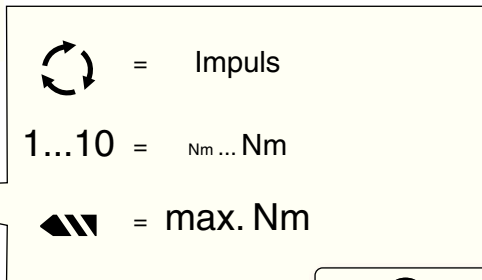 = Impuls
1...10 = Nm ... Nm
= max. Nm